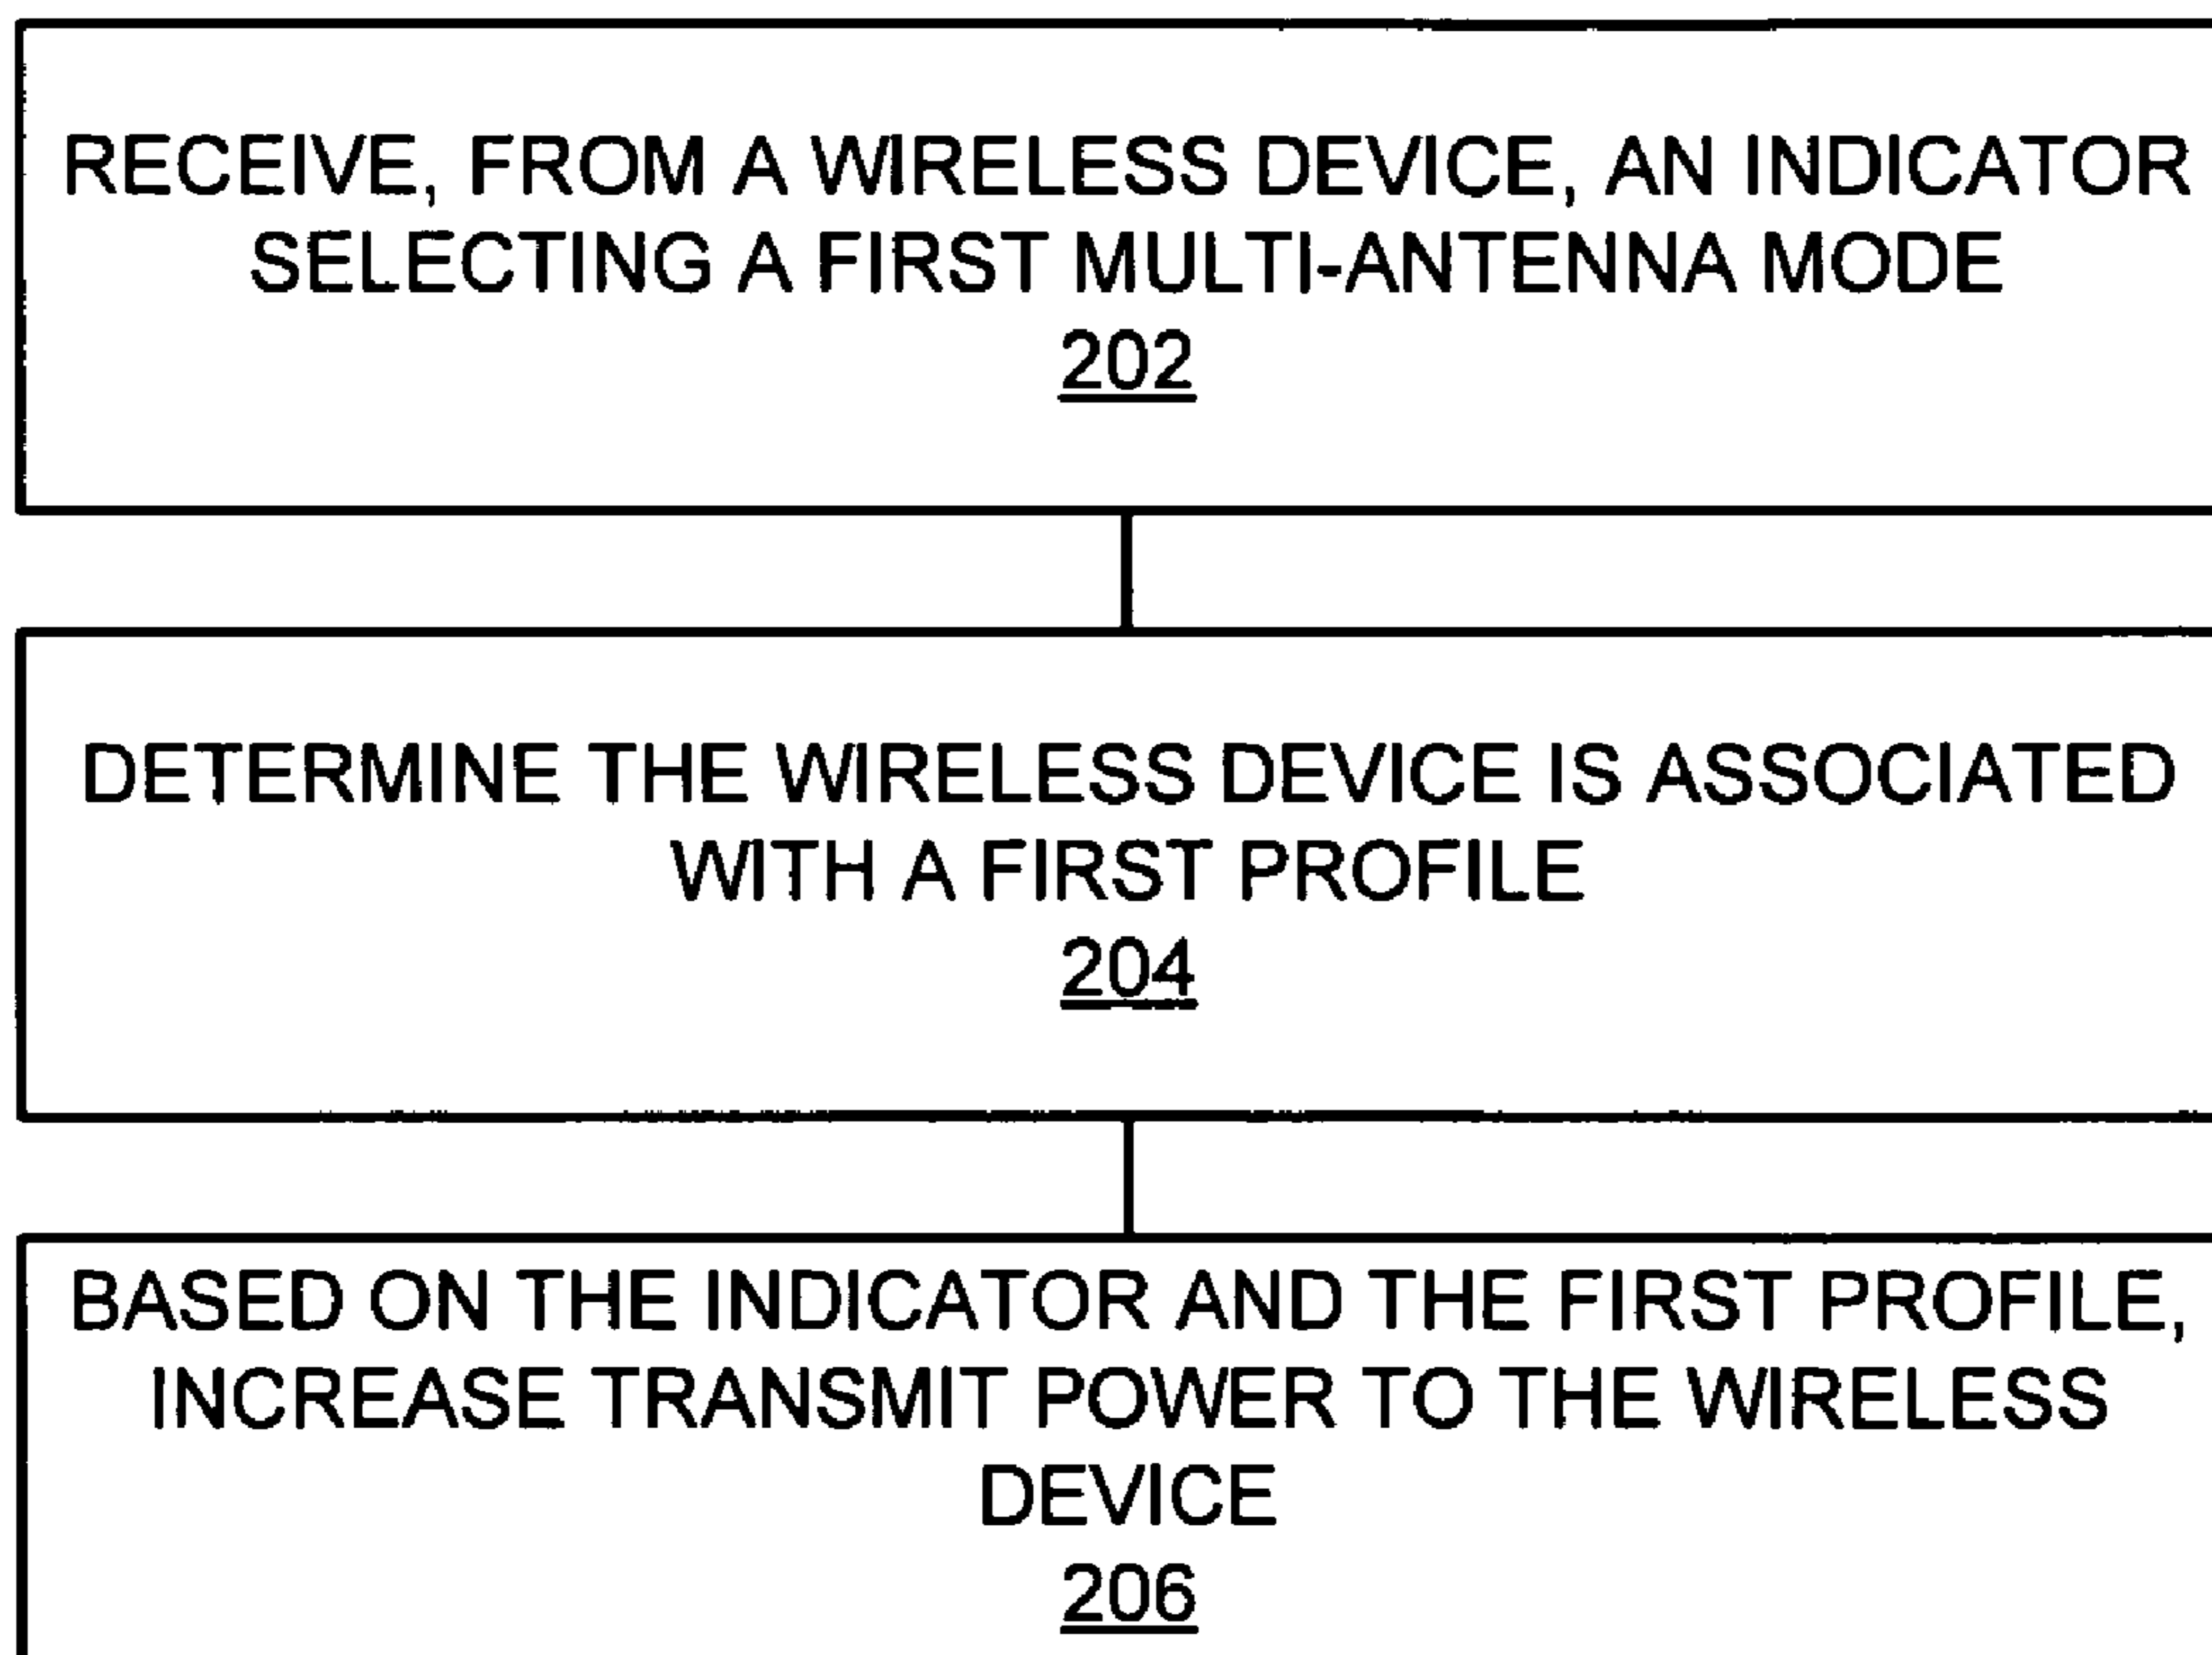 RECEIVE, FROM A WIRELESS DEVICE, AN INDICATOR
SELECTING A FIRST MULTI-ANTENNA MODE
202
DETERMINE THE WIRELESS DEVICE IS ASSOCIATED
WITH A FIRST PROFILE
204
BASED ON THE INDICATOR AND THE FIRST PROFILE,
INCREASE TRANSMIT POWER TO THE WIRELESS
DEVICE
206